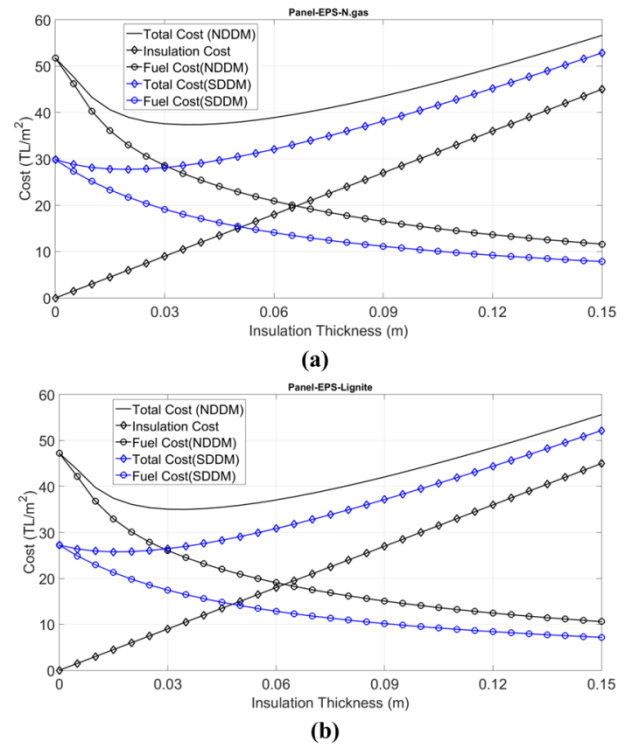 Panel-EPS-N.gas
60
50
40
30
20
10
0
Cost (TL/m²)
Total Cost (NDDM)
Insulation Cost
Fuel Cost(NDDM)
Total Cost(SDDM)
Fuel Cost(SDDM)
0 0.03 0.06 0.09 0.12 0.15
Insulation Thickness (m)
(a)
Panel-EPS-Lignite
60
50
40
30
20
10
0
Cost (TL/m²)
Total Cost (NDDM)
Insulation Cost
Fuel Cost(NDDM)
Total Cost(SDDM)
Fuel Cost(SDDM)
0 0.03 0.06 0.09 0.12 0.15
Insulation Thickness (m)
(b)